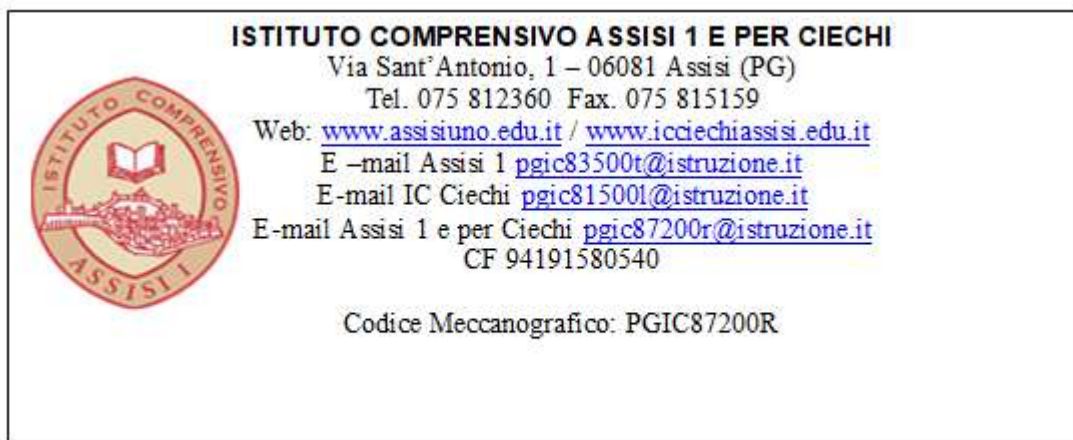 ISTITUTO COMPRENSIVO ASSISI 1 E PER CIECHI
Via Sant'Antonio, 1 – 06081 Assisi (PG)
Tel. 075 812360 Fax. 075 815159
Web: www.assisiuno.edu.it / www.icciechiassisi.edu.it
E –mail Assisi 1 pgic83500t@istruzione.it
E-mail IC Ciechi pgic81500l@istruzione.it
E-mail Assisi 1 e per Ciechi pgic87200r@istruzione.it
CF 94191580540
Codice Meccanografico: PGIC87200R
ISTITUTO COMPRENSIVO
ASSISI 1